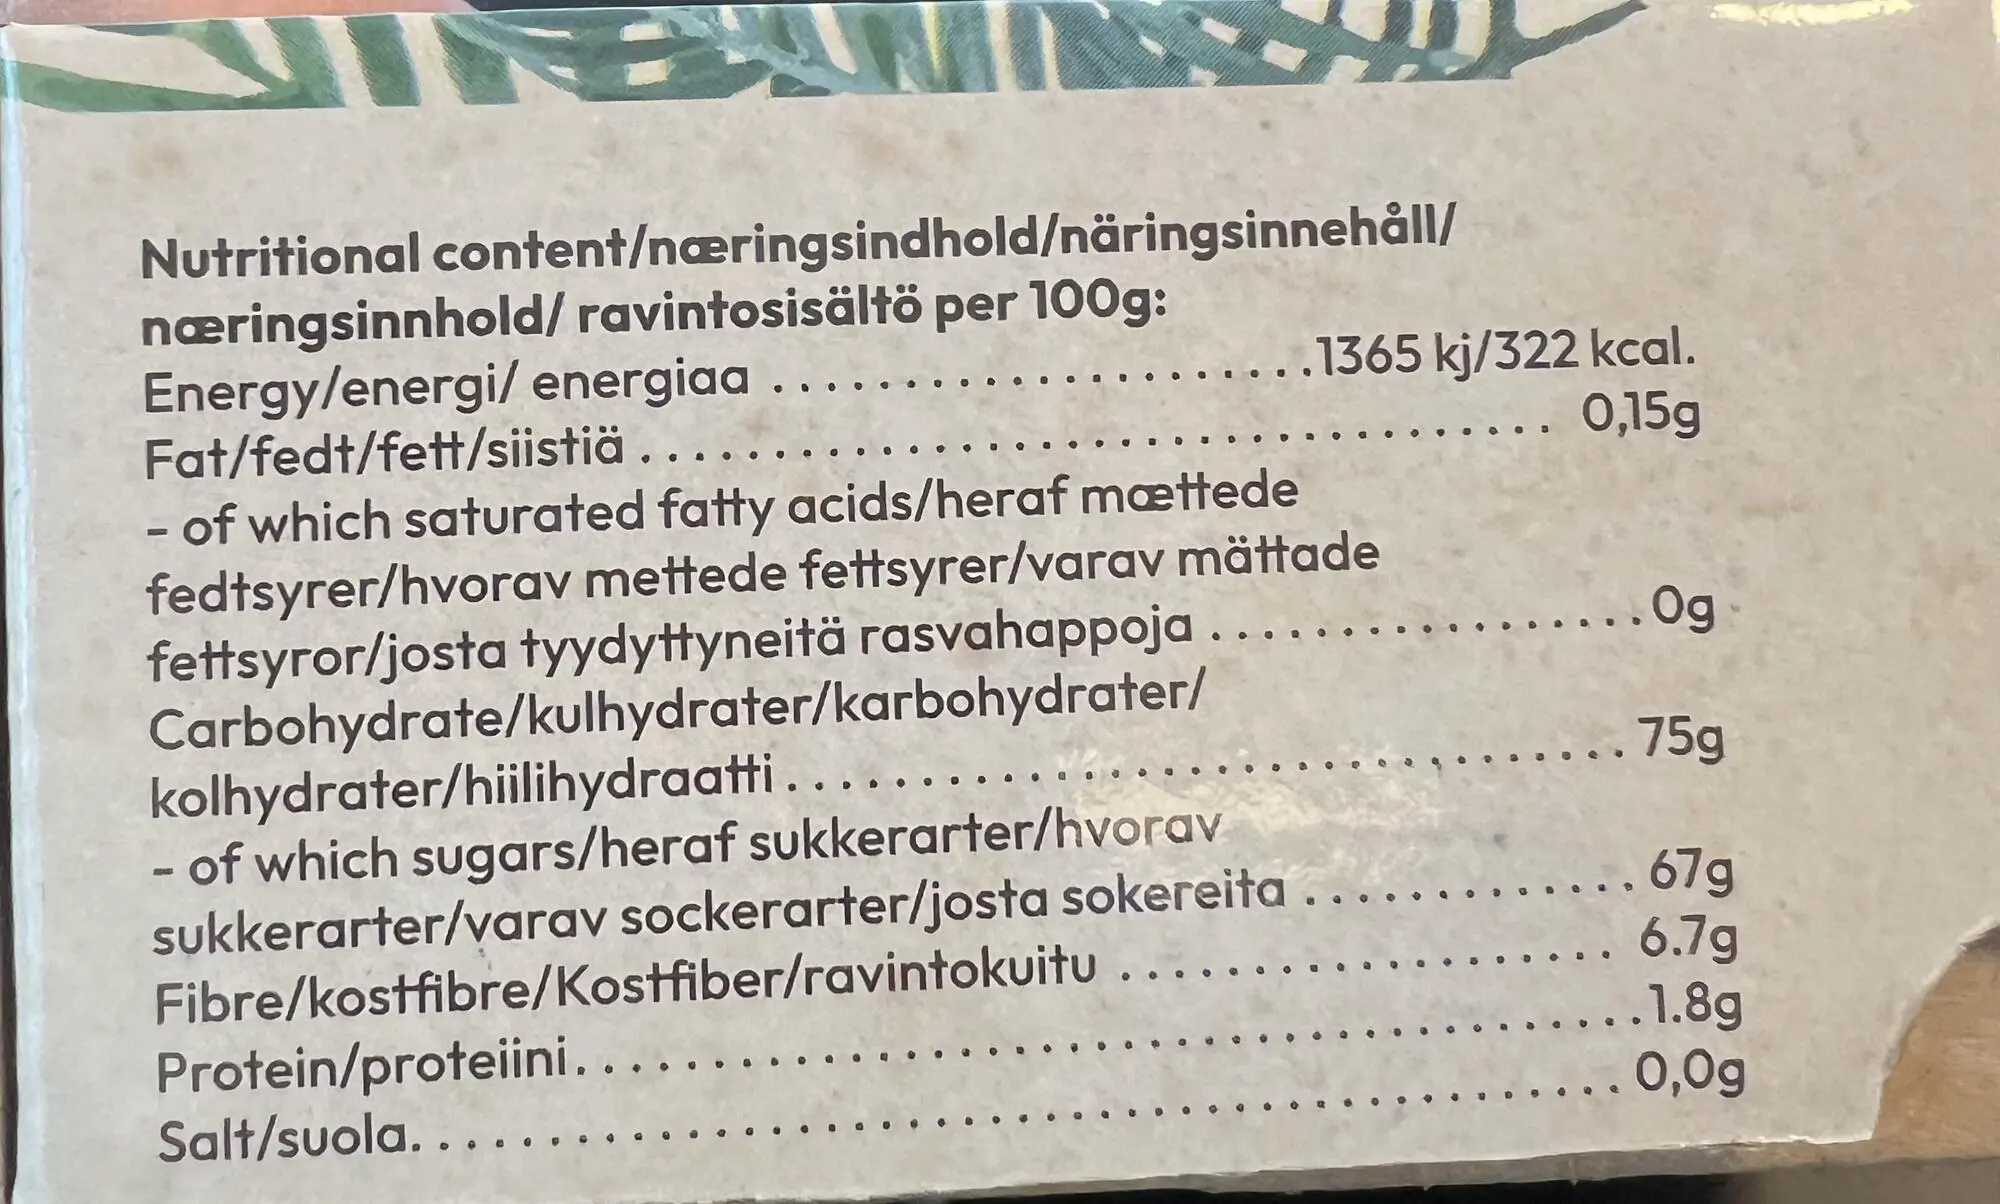 Nutritional content/næringsindhold/näringsinnehåll/
næringsinnhold/ ravintosisältö per 100g:
Energy/energi/ energiaa .....................1365 kj/322 kcal.
Fat/fedt/fett/siistiä................................... 0,15g
- of which saturated fatty acids/heraf mættede
fedtsyrer/hvorav mettede fettsyrer/varav mättade
fettsyror/josta tyydyttyneitä rasvahappoja .................0g
Carbohydrate/kulhydrater/karbohydrater/
kolhydrater/hiilihydraatti................................ 75g
- of which sugars/heraf sukkerarter/hvorav
sukkerarter/varav sockerarter/josta sokereita ............. 67g
Fibre/kostfibre/Kostfiber/ravintokuitu ................... 6.7g
Protein/proteiini........................................1.8g
Salt/suola.............................................. 0,0g